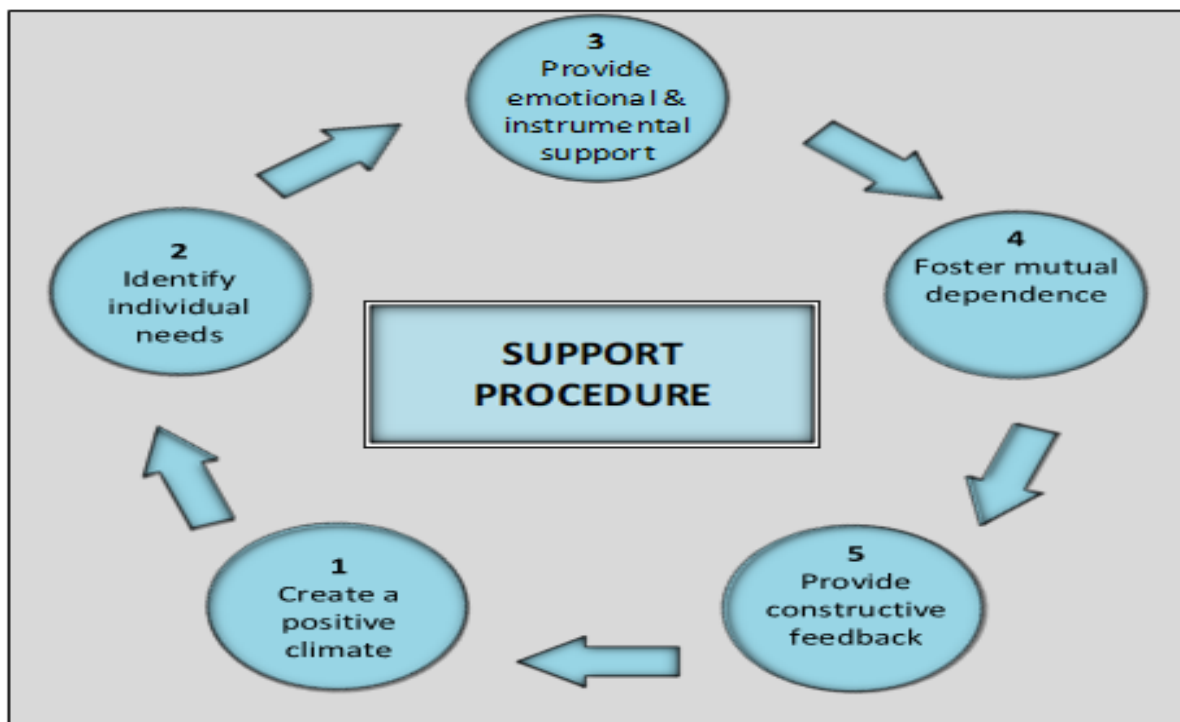 SUPPORT
PROCEDURE
1
Create a
positive
climate
2
Identify
individual
needs
3
Provide
emotional &
instrumental
support
4
Foster mutual
dependence
5
Provide
constructive
feedback